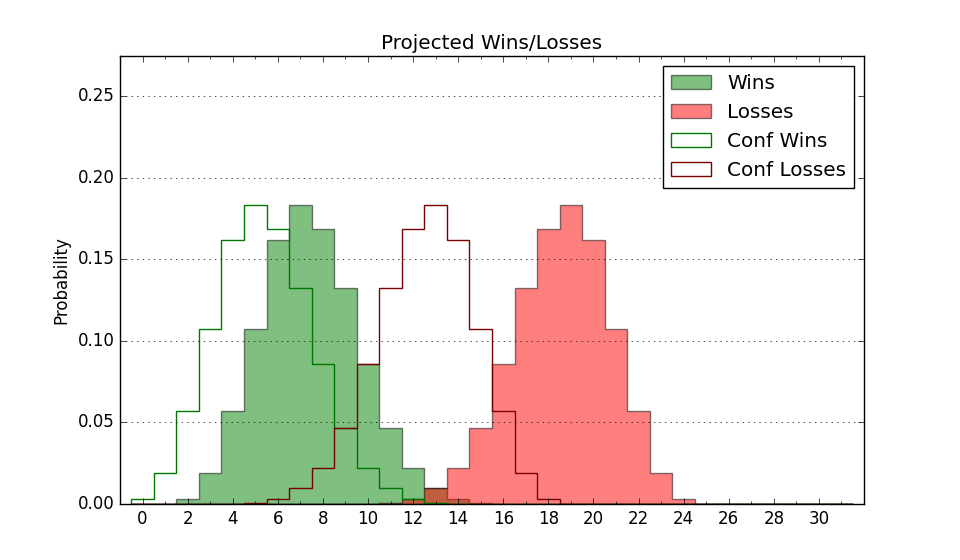 Projected Wins/Losses
Wins
Losses
Conf Wins
Conf Losses
Probability
0.25
0.20
0.15
0.10
0.05
0.00
0 2 4 6 8 10 12 14 16 18 20 22 24 26 28 30